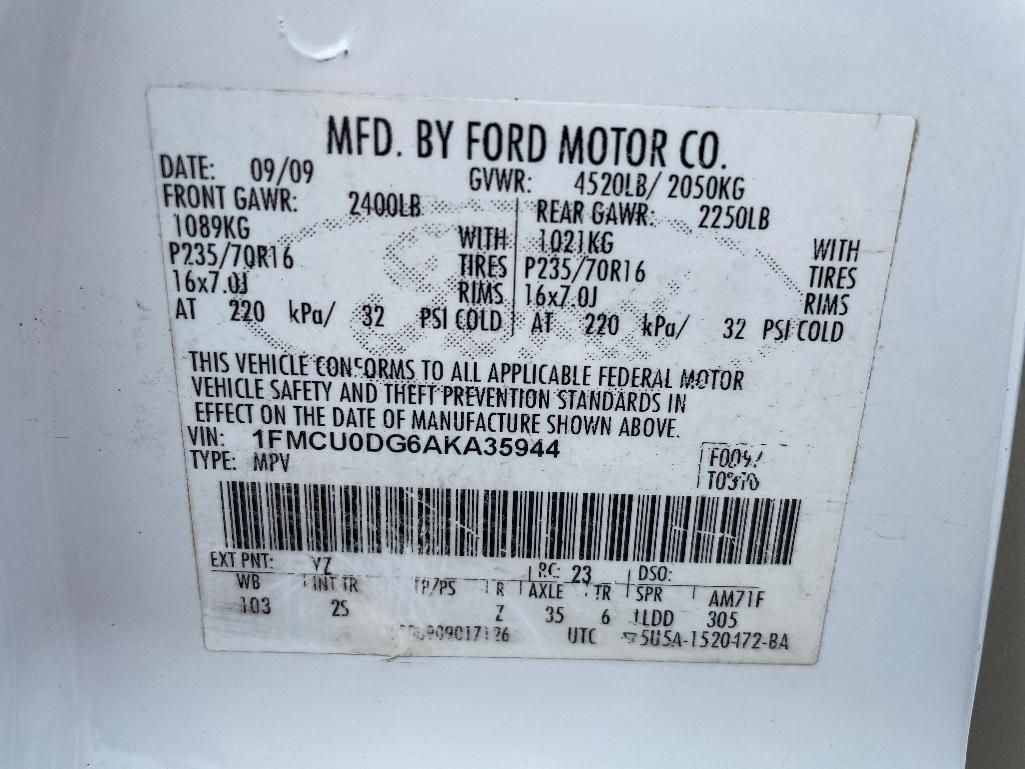 MFD. BY FORD MOTOR CO.
DATE: 09/09 GVWR: 4520LB/ 2050KG
FRONT GAWR: 2400LB REAR GAWR: 2250LB
1089KG WITH 1021KG WITH
P235/70R16 TIRES P235/70R16 TIRES
16x7.0J RIMS 16x7.0J RIMS
AT 220 kPa/ 32 PSI COLD AT 220 kPa/ 32 PSI COLD
THIS VEHICLE CONFORMS TO ALL APPLICABLE FEDERAL MOTOR
VEHICLE SAFETY AND THEFT PREVENTION STANDARDS IN
EFFECT ON THE DATE OF MANUFACTURE SHOWN ABOVE.
VIN: 1FMCU0DG6AKA35944
TYPE: MPV
EXT PNT: YZ RC: 23 DSO:
WB INT TR TP/PS R AXLE TR SPR AM71F
103 2S Z 35 6 LLDD 305
UTC 5U5A-1520472-BA